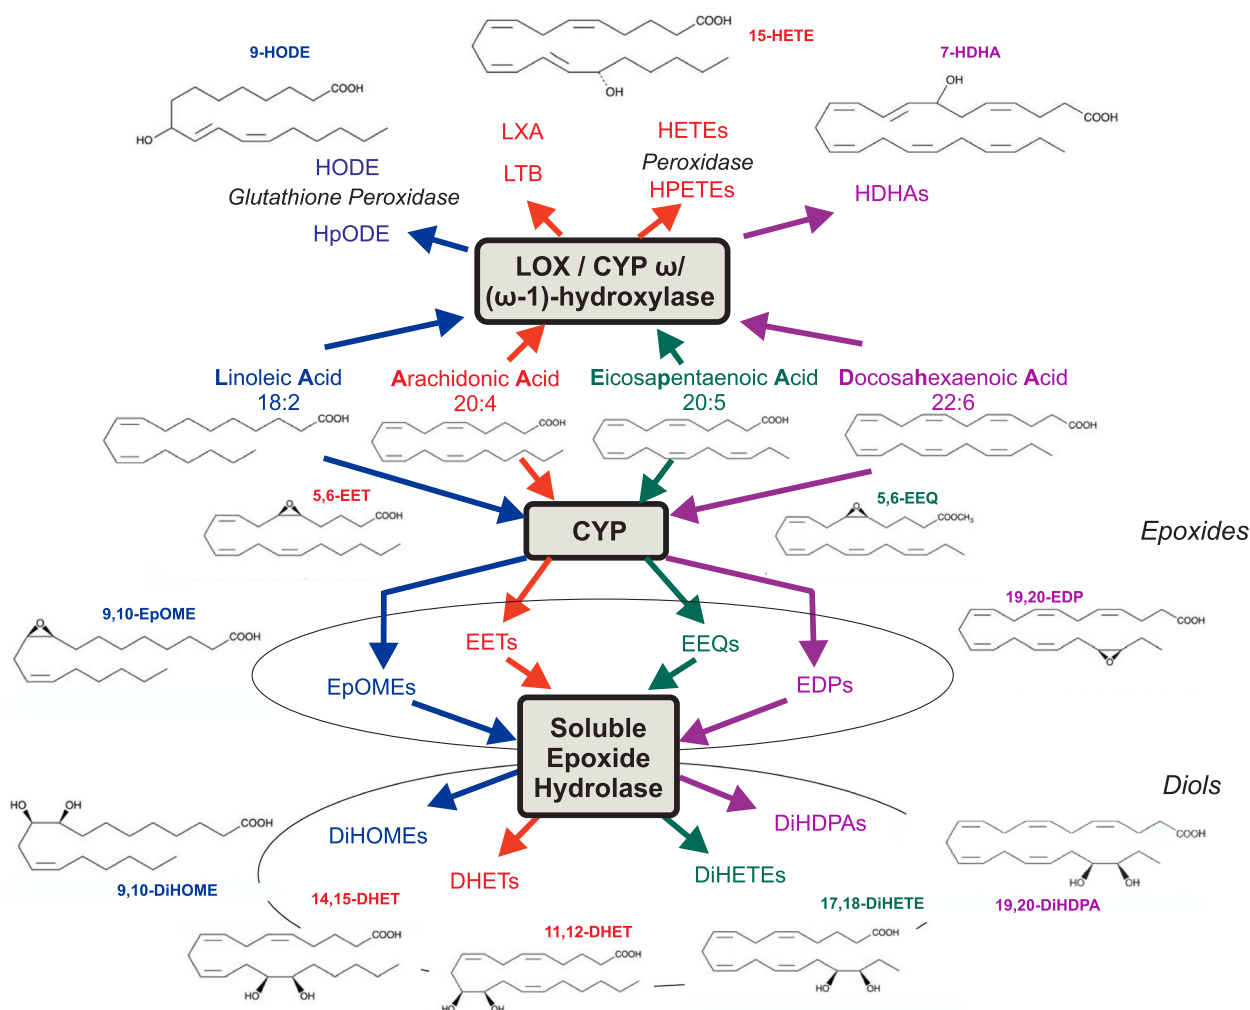 COOH
15-HETE
OH
9-HODE
COOH
HO
7-HDHA
OH
COOH
LXA
HETEs
Peroxidase
LTB
HPETEs
HODE
Glutathione Peroxidase
HpODE
HDHAs
LOX / CYP ω/
(ω-1)-hydroxylase
Linoleic Acid
18:2
Arachidonic Acid
20:4
Eicosapentaenoic Acid
20:5
Docosahexaenoic Acid
22:6
COOH
COOH
COOH
COOH
5,6-EET
O
COOH
CYP
5,6-EEQ
O
COOCH₃
Epoxides
9,10-EpOME
O
COOH
EETs
EEQs
EpOMEs
EDPs
19,20-EDP
COOH
O
Soluble
Epoxide
Hydrolase
Diols
HO
OH
COOH
9,10-DiHOME
DiHOMEs
DiHDPAs
DHETs
DiHETEs
COOH
HO
OH
19,20-DiHDPA
14,15-DHET
COOH
HO
OH
11,12-DHET
COOH
HO
OH
17,18-DiHETE
COOH
HO
OH